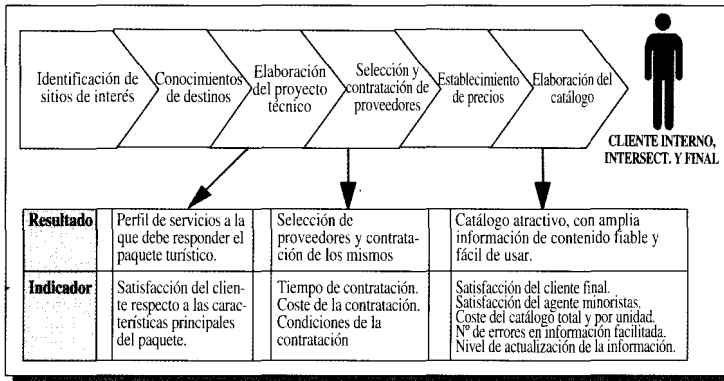 Identificación de
sitios de interés
Conocimientos
de destinos
Elaboración
del proyecto
técnico
Selección y
contratación de
proveedores
Establecimiento
de precios
Elaboración del
catálogo
CLIENTE INTERNO,
INTERSECT. Y FINAL
Resultado
Perfil de servicios a la
que debe responder el
paquete turístico.
Selección de
proveedores y contrata-
ción de los mismos
Catálogo atractivo, con amplia
información de contenido fiable y
fácil de usar.
Indicador
Satisfacción del clien-
te respecto a las carac-
terísticas principales
del paquete.
Tiempo de contratación.
Coste de la contratación.
Condiciones de la
contratación
Satisfacción del cliente final.
Satisfacción del agente minoristas.
Coste del catálogo total y por unidad.
Nº de errores en información facilitada.
Nivel de actualización de la información.